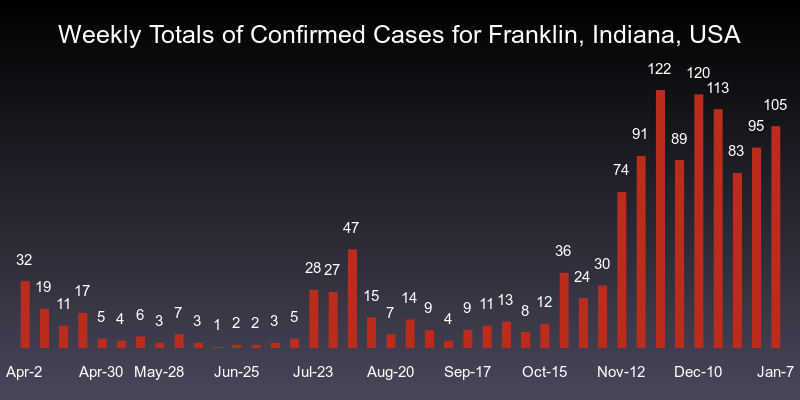 Weekly Totals of Confirmed Cases for Franklin, Indiana, USA
32 19 11 17 5 4 6 3 7 3 1 2 2 3 5 28 27 47 15 7 14 9 4 9 11 13 8 12 36 24 30 74 91 122 89 120 113 83 95 105
Apr-2 Apr-30 May-28 Jun-25 Jul-23 Aug-20 Sep-17 Oct-15 Nov-12 Dec-10 Jan-7